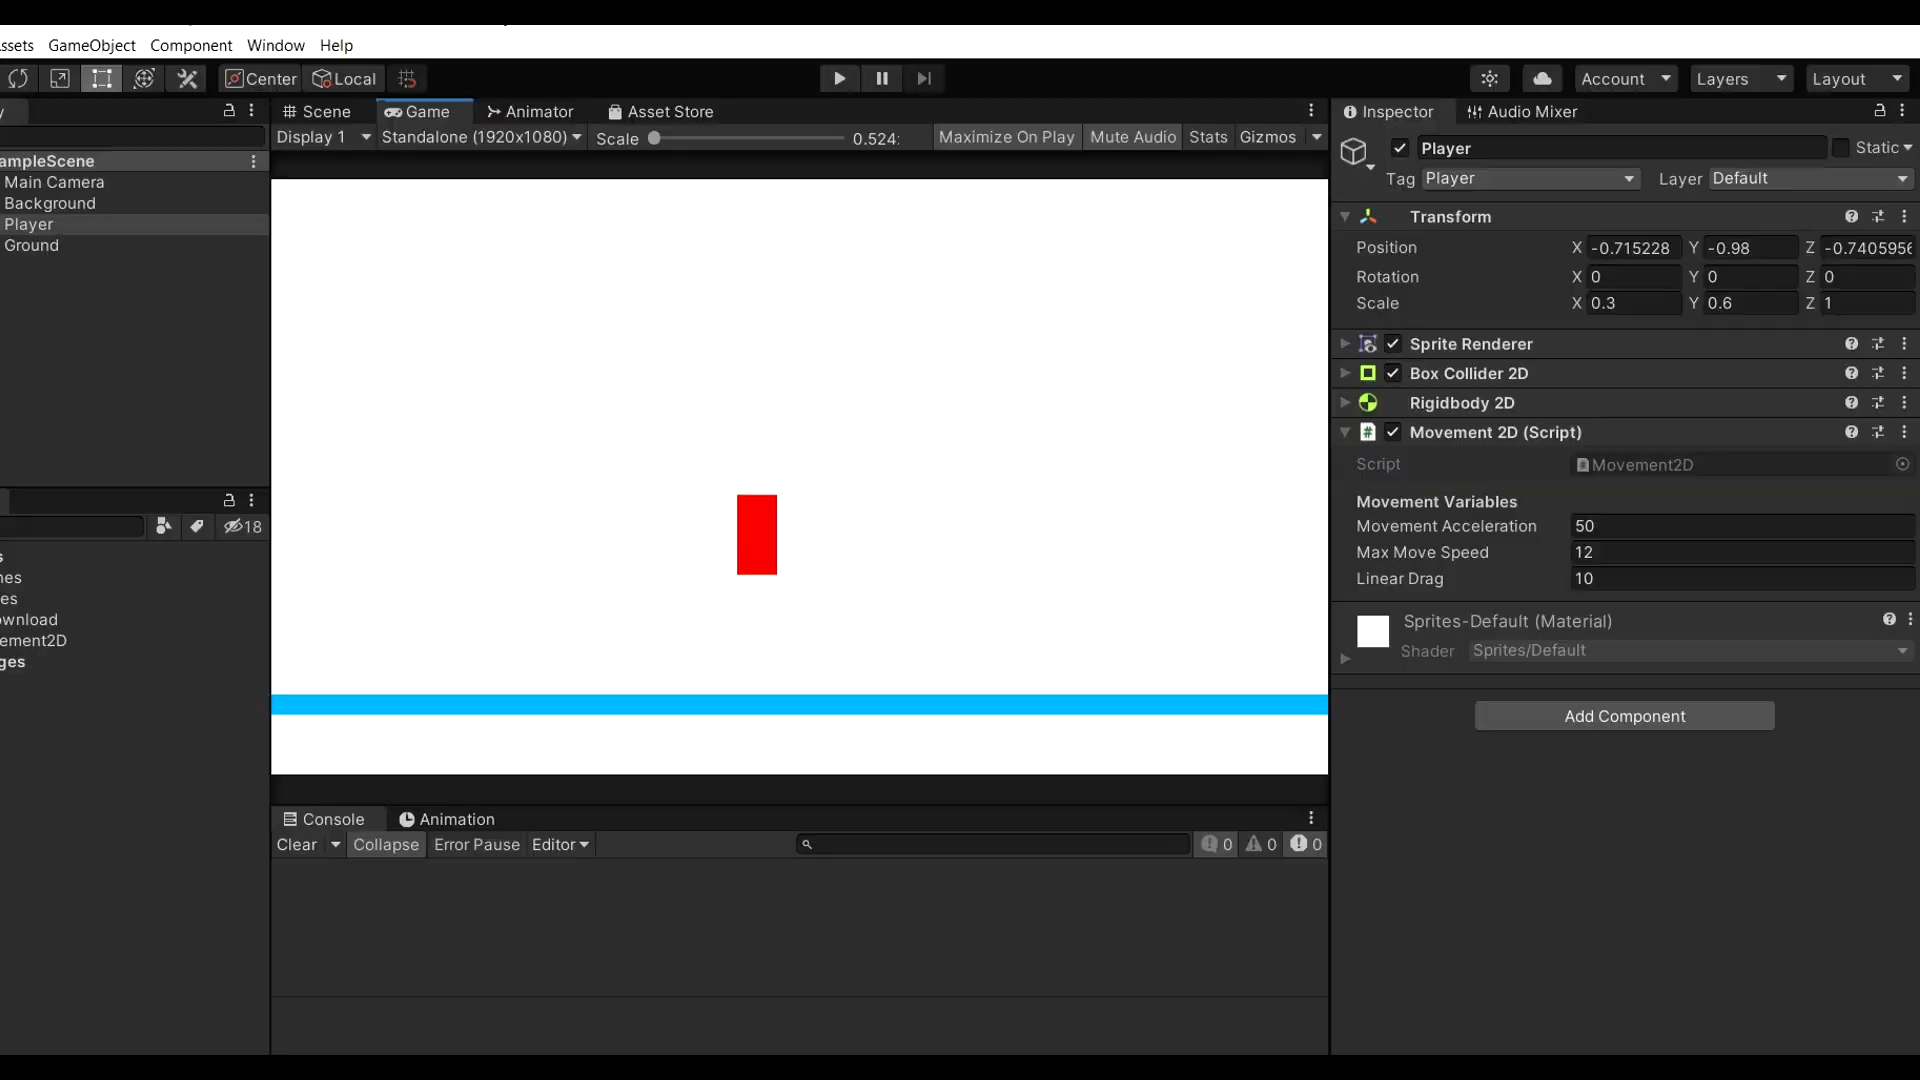 ssets GameObject Component Window Help
Center Local Account Layers Layout
y
Scene Game Animator Asset Store
Inspector Audio Mixer
Display 1 Standalone (1920x1080) Scale 0.524: Maximize On Play Mute Audio Stats Gizmos
ampleScene
Main Camera
Background
Player
Ground
Player Static
Tag Player Layer Default
Transform
Position X -0.715228 Y -0.98 Z -0.7405956
Rotation X 0 Y 0 Z 0
Scale X 0.3 Y 0.6 Z 1
Sprite Renderer
Box Collider 2D
Rigidbody 2D
# Movement 2D (Script)
Script Movement2D
Movement Variables
Movement Acceleration 50
Max Move Speed 12
Linear Drag 10
Sprites-Default (Material)
Shader Sprites/Default
Add Component
18
s
nes
es
ownload
ement2D
ges
Console Animation
Clear Collapse Error Pause Editor 0 0 0